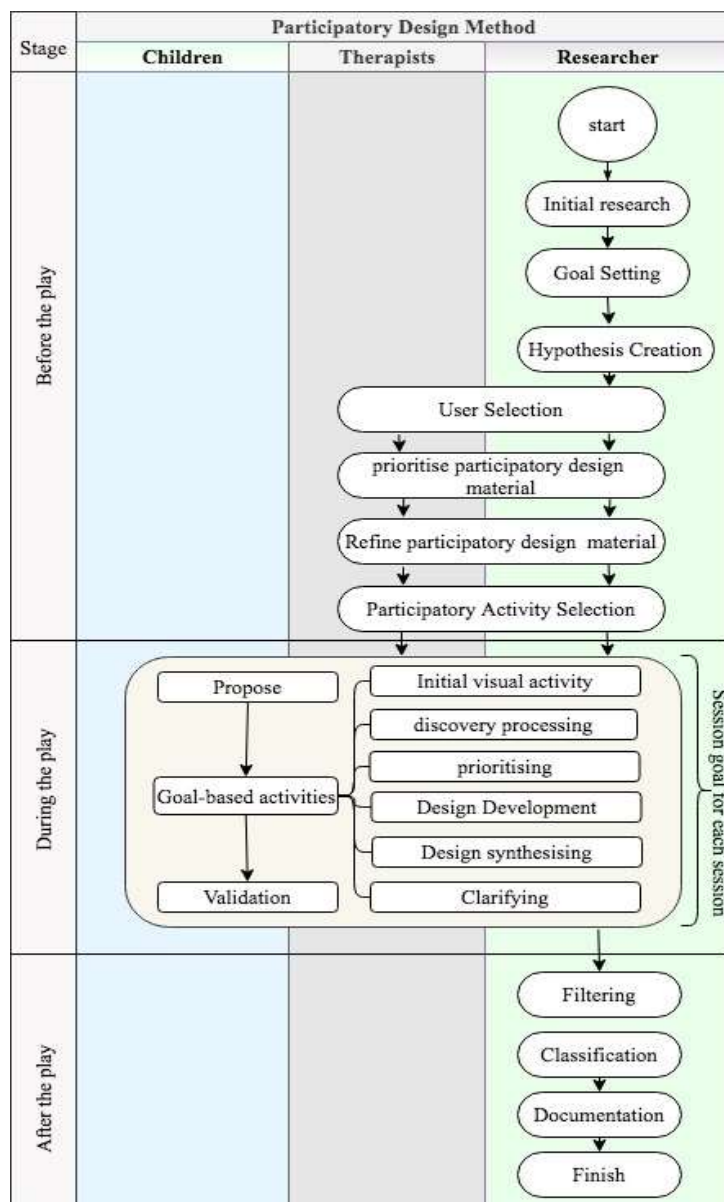 Participatory Design Method
Stage
Children
Therapists
Researcher
Before the play
start
Initial research
Goal Setting
Hypothesis Creation
User Selection
prioritise participatory design
material
Refine participatory design material
Participatory Activity Selection
During the play
Propose
Goal-based activities
Validation
Initial visual activity
discovery processing
prioritising
Design Development
Design synthesising
Clarifying
Session goal for each session
After the play
Filtering
Classification
Documentation
Finish